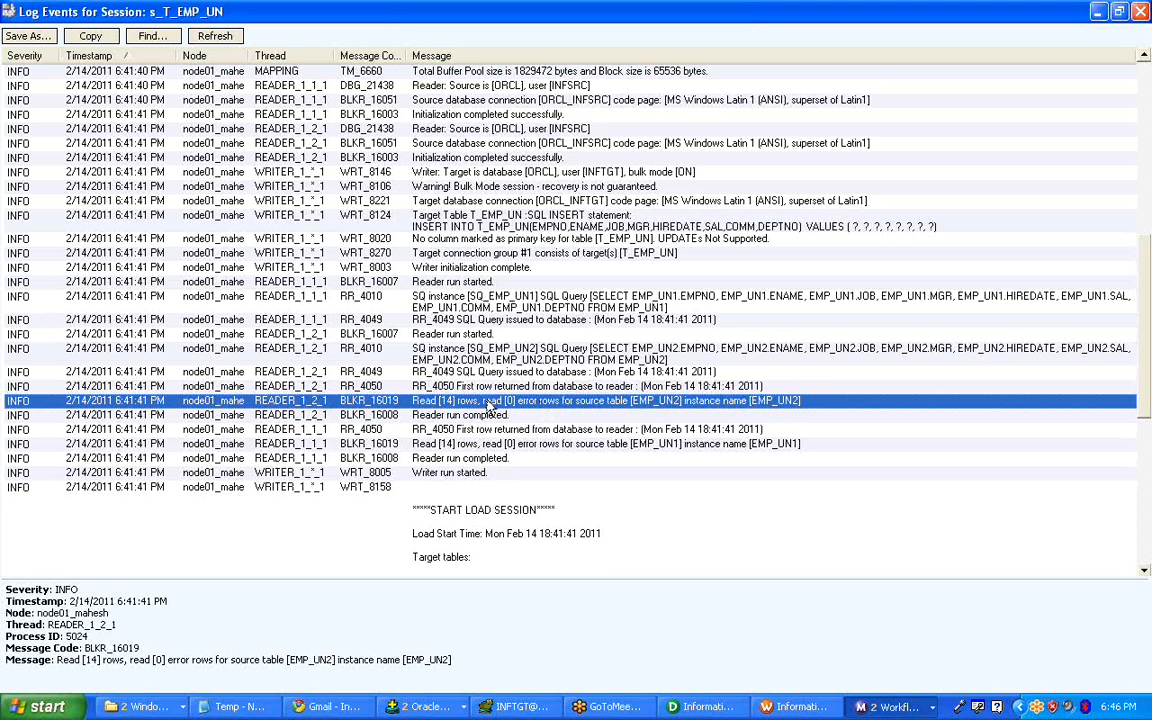 Log Events for Session: s_T_EMP_UN
Save As... Copy Find... Refresh
Severity Timestamp / Node Thread Message Co... Message
INFO 2/14/2011 6:41:40 PM node01_mahe MAPPING TM_6660 Total Buffer Pool size is 1829472 bytes and Block size is 65536 bytes.
INFO 2/14/2011 6:41:41 PM node01_mahe READER_1_1_1 DBG_21438 Reader: Source is [ORCL], user [INFSRC]
INFO 2/14/2011 6:41:41 PM node01_mahe READER_1_1_1 BLKR_16051 Source database connection [ORCL_INFSRC] code page: [MS Windows Latin 1 (ANSI), superset of Latin1]
INFO 2/14/2011 6:41:41 PM node01_mahe READER_1_1_1 BLKR_16003 Initialization completed successfully.
INFO 2/14/2011 6:41:41 PM node01_mahe READER_1_2_1 DBG_21438 Reader: Source is [ORCL], user [INFSRC]
INFO 2/14/2011 6:41:41 PM node01_mahe READER_1_2_1 BLKR_16051 Source database connection [ORCL_INFSRC] code page: [MS Windows Latin 1 (ANSI), superset of Latin1]
INFO 2/14/2011 6:41:41 PM node01_mahe READER_1_2_1 BLKR_16003 Initialization completed successfully.
INFO 2/14/2011 6:41:41 PM node01_mahe WRITER_1_*_1 WRT_8146 Writer: Target is database [ORCL], user [INFTGT], bulk mode [ON]
INFO 2/14/2011 6:41:41 PM node01_mahe WRITER_1_*_1 WRT_8106 Warning! Bulk Mode session - recovery is not guaranteed.
INFO 2/14/2011 6:41:41 PM node01_mahe WRITER_1_*_1 WRT_8221 Target database connection [ORCL_INFTGT] code page: [MS Windows Latin 1 (ANSI), superset of Latin1]
INFO 2/14/2011 6:41:41 PM node01_mahe WRITER_1_*_1 WRT_8124 Target Table T_EMP_UN :SQL INSERT statement:
INSERT INTO T_EMP_UN(EMPNO,ENAME,JOB,MGR,HIREDATE,SAL,COMM,DEPTNO) VALUES ( ?, ?, ?, ?, ?, ?, ?, ?)
INFO 2/14/2011 6:41:41 PM node01_mahe WRITER_1_*_1 WRT_8020 No column marked as primary key for table [T_EMP_UN]. UPDATEs Not Supported.
INFO 2/14/2011 6:41:41 PM node01_mahe WRITER_1_*_1 WRT_8270 Target connection group #1 consists of target(s) [T_EMP_UN]
INFO 2/14/2011 6:41:41 PM node01_mahe WRITER_1_*_1 WRT_8003 Writer initialization complete.
INFO 2/14/2011 6:41:41 PM node01_mahe READER_1_1_1 BLKR_16007 Reader run started.
INFO 2/14/2011 6:41:41 PM node01_mahe READER_1_1_1 RR_4010 SQ instance [SQ_EMP_UN1] SQL Query [SELECT EMP_UN1.EMPNO, EMP_UN1.ENAME, EMP_UN1.JOB, EMP_UN1.MGR, EMP_UN1.HIREDATE, EMP_UN1.SAL,
EMP_UN1.COMM, EMP_UN1.DEPTNO FROM EMP_UN1]
INFO 2/14/2011 6:41:41 PM node01_mahe READER_1_1_1 RR_4049 RR_4049 SQL Query issued to database : (Mon Feb 14 18:41:41 2011)
INFO 2/14/2011 6:41:41 PM node01_mahe READER_1_2_1 BLKR_16007 Reader run started.
INFO 2/14/2011 6:41:41 PM node01_mahe READER_1_2_1 RR_4010 SQ instance [SQ_EMP_UN2] SQL Query [SELECT EMP_UN2.EMPNO, EMP_UN2.ENAME, EMP_UN2.JOB, EMP_UN2.MGR, EMP_UN2.HIREDATE, EMP_UN2.SAL,
EMP_UN2.COMM, EMP_UN2.DEPTNO FROM EMP_UN2]
INFO 2/14/2011 6:41:41 PM node01_mahe READER_1_2_1 RR_4049 RR_4049 SQL Query issued to database : (Mon Feb 14 18:41:41 2011)
INFO 2/14/2011 6:41:41 PM node01_mahe READER_1_2_1 RR_4050 RR_4050 First row returned from database to reader : (Mon Feb 14 18:41:41 2011)
INFO 2/14/2011 6:41:41 PM node01_mahe READER_1_2_1 BLKR_16019 Read [14] rows, read [0] error rows for source table [EMP_UN2] instance name [EMP_UN2]
INFO 2/14/2011 6:41:41 PM node01_mahe READER_1_2_1 BLKR_16008 Reader run completed.
INFO 2/14/2011 6:41:41 PM node01_mahe READER_1_1_1 RR_4050 RR_4050 First row returned from database to reader : (Mon Feb 14 18:41:41 2011)
INFO 2/14/2011 6:41:41 PM node01_mahe READER_1_1_1 BLKR_16019 Read [14] rows, read [0] error rows for source table [EMP_UN1] instance name [EMP_UN1]
INFO 2/14/2011 6:41:41 PM node01_mahe READER_1_1_1 BLKR_16008 Reader run completed.
INFO 2/14/2011 6:41:41 PM node01_mahe WRITER_1_*_1 WRT_8005 Writer run started.
INFO 2/14/2011 6:41:41 PM node01_mahe WRITER_1_*_1 WRT_8158
*****START LOAD SESSION*****
Load Start Time: Mon Feb 14 18:41:41 2011
Target tables:
Severity: INFO
Timestamp: 2/14/2011 6:41:41 PM
Node: node01_mahesh
Thread: READER_1_2_1
Process ID: 5024
Message Code: BLKR_16019
Message: Read [14] rows, read [0] error rows for source table [EMP_UN2] instance name [EMP_UN2]
start 2 Windo... Temp - N... Gmail - In... 2 Oracle... INFTGT@... GoToMee... Informati... Informati... 2 Workfl... 6:46 PM